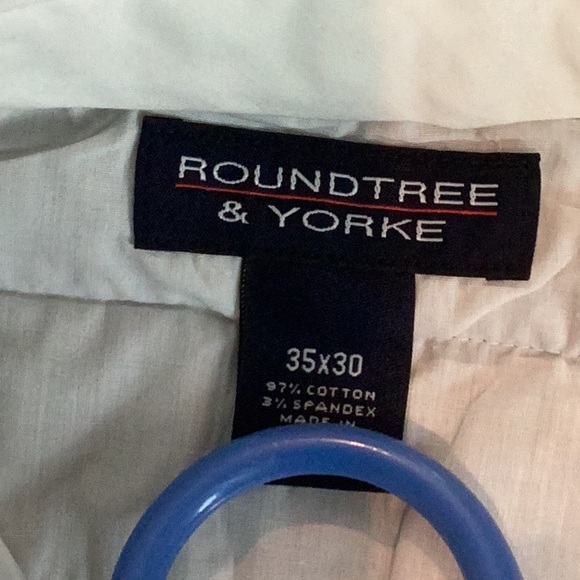 ROUNDTREE
& YORKE
35X30
97% COTTON
3% SPANDEX
MADE IN